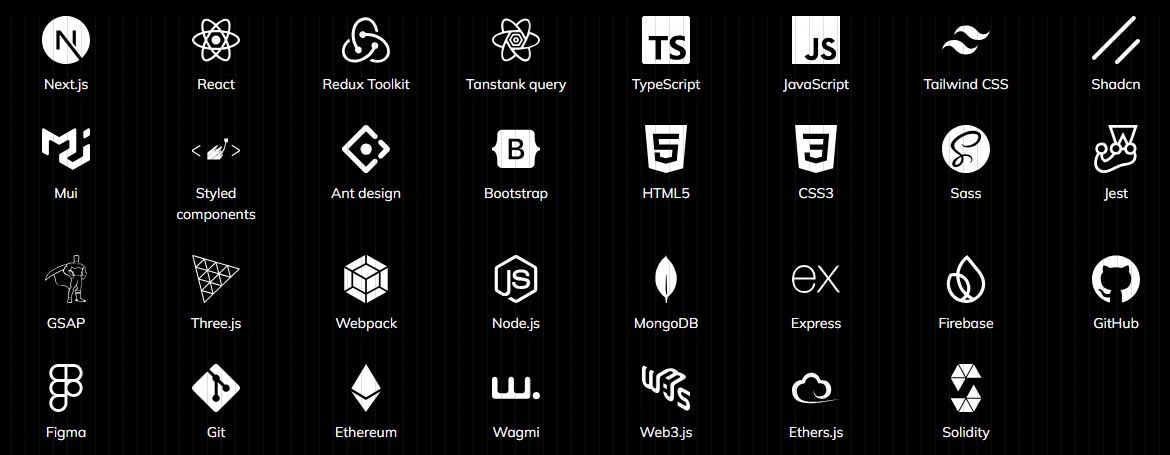 N
TS
JS
Next.js
React
Redux Toolkit
Tanstank query
TypeScript
JavaScript
Tailwind CSS
Shadcn
B
5
3
Mui
Styled
components
Ant design
Bootstrap
HTML5
CSS3
Sass
Jest
JS
ex
GSAP
Three.js
Webpack
Node.js
MongoDB
Express
Firebase
GitHub
w.
W3JS
Figma
Git
Ethereum
Wagmi
Web3.js
Ethers.js
Solidity